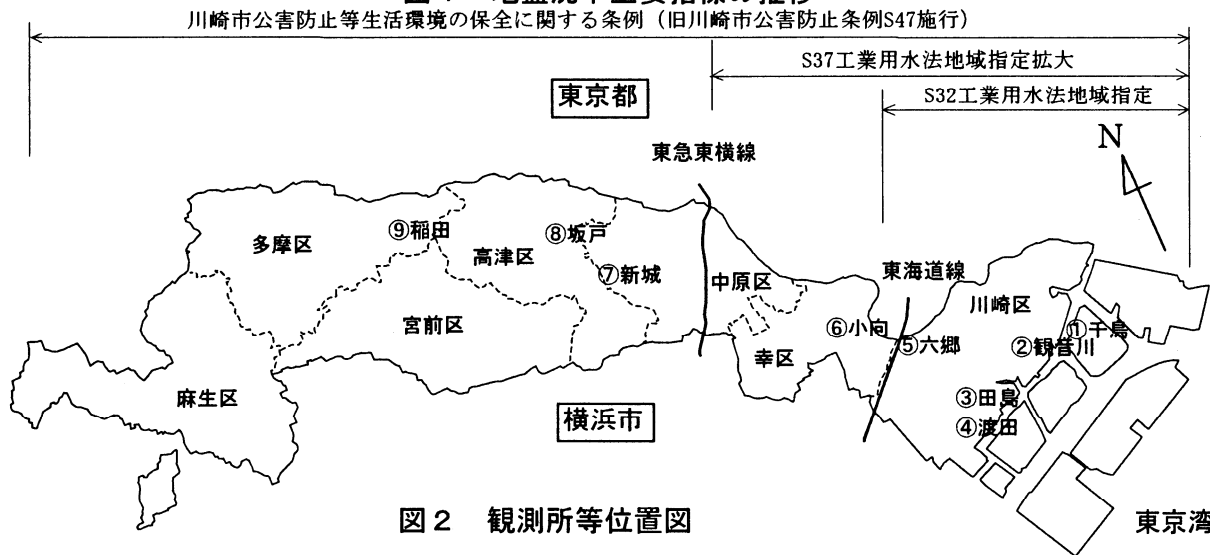 川崎市公害防止等生活環境の保全に関する条例（旧川崎市公害防止条例S47施行）
S37工業用水法地域指定拡大
S32工業用水法地域指定
東京都
N
東急東横線
⑨稲田
⑧坂戸
多摩区
高津区
⑦新城
中原区
東海道線
川崎区
宮前区
⑥小向
①千鳥
⑤六郷
②観音川
幸区
麻生区
③田島
④渡田
横浜市
図２　観測所等位置図
東京湾